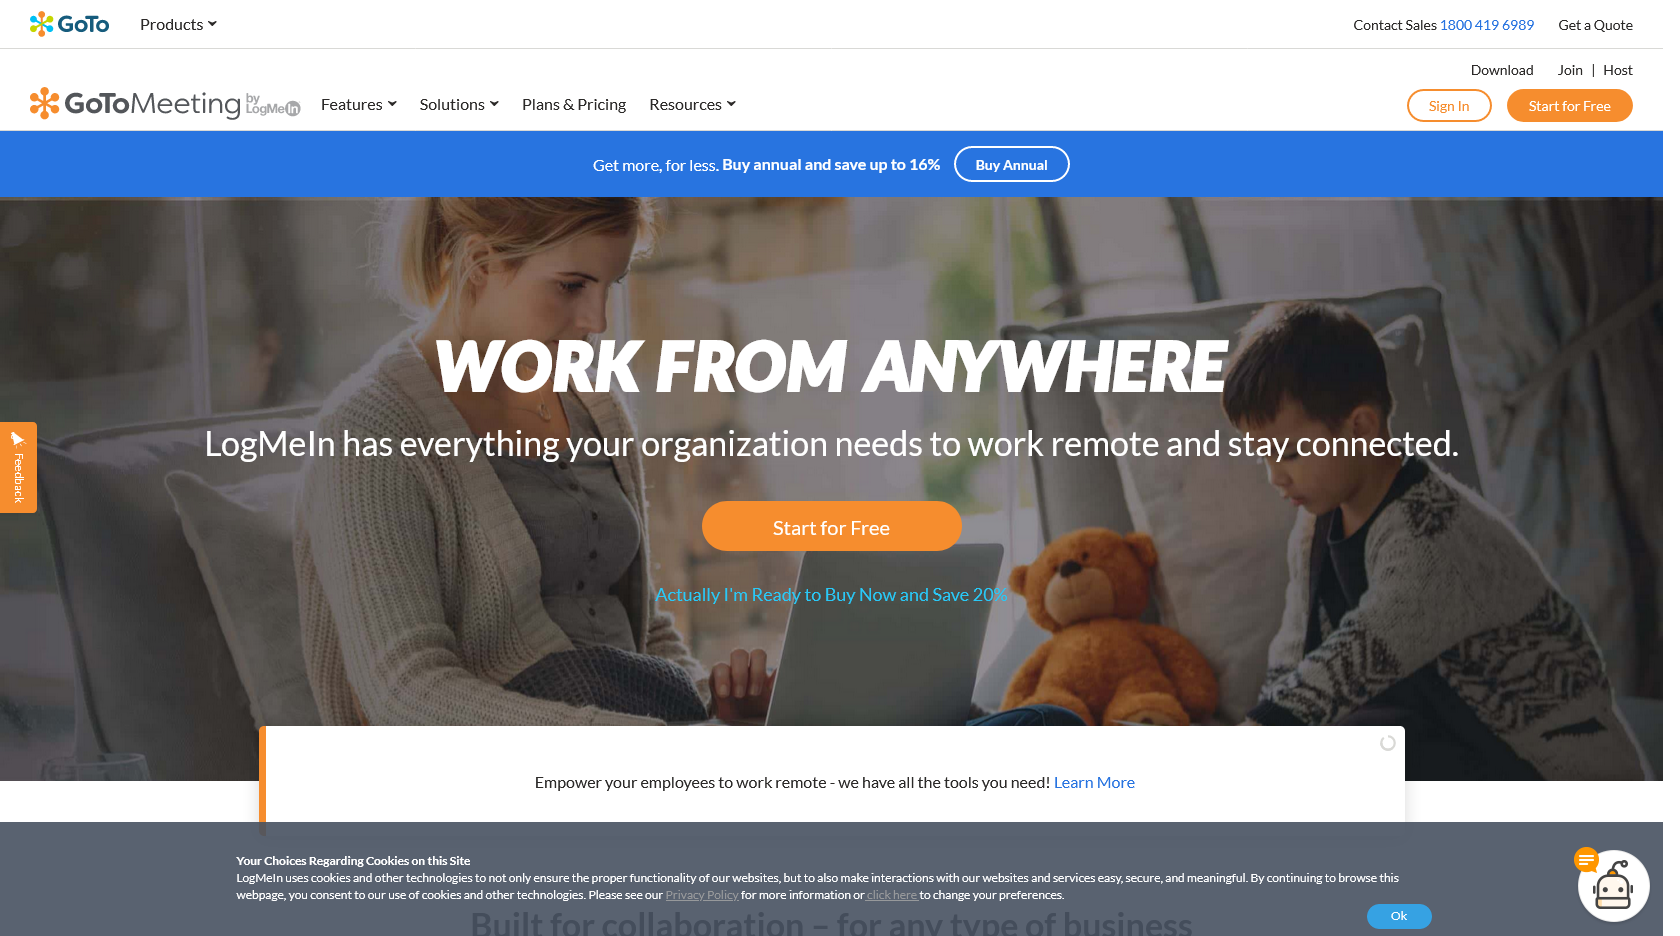 GoTo
Products
Contact Sales 1800 419 6989
Get a Quote
Download
Join | Host
GoToMeeting by LogMeIn
Features
Solutions
Plans & Pricing
Resources
Sign In
Start for Free
Get more, for less. Buy annual and save up to 16%
Buy Annual
WORK FROM ANYWHERE
LogMeIn has everything your organization needs to work remote and stay connected.
Start for Free
Actually I'm Ready to Buy Now and Save 20%
Feedback
Empower your employees to work remote - we have all the tools you need! Learn More
Your Choices Regarding Cookies on this Site
LogMeIn uses cookies and other technologies to not only ensure the proper functionality of our websites, but to also make interactions with our websites and services easy, secure, and meaningful. By continuing to browse this
webpage, you consent to our use of cookies and other technologies. Please see our Privacy Policy for more information or click here to change your preferences.
Ok
Built for collaboration – for any type of business